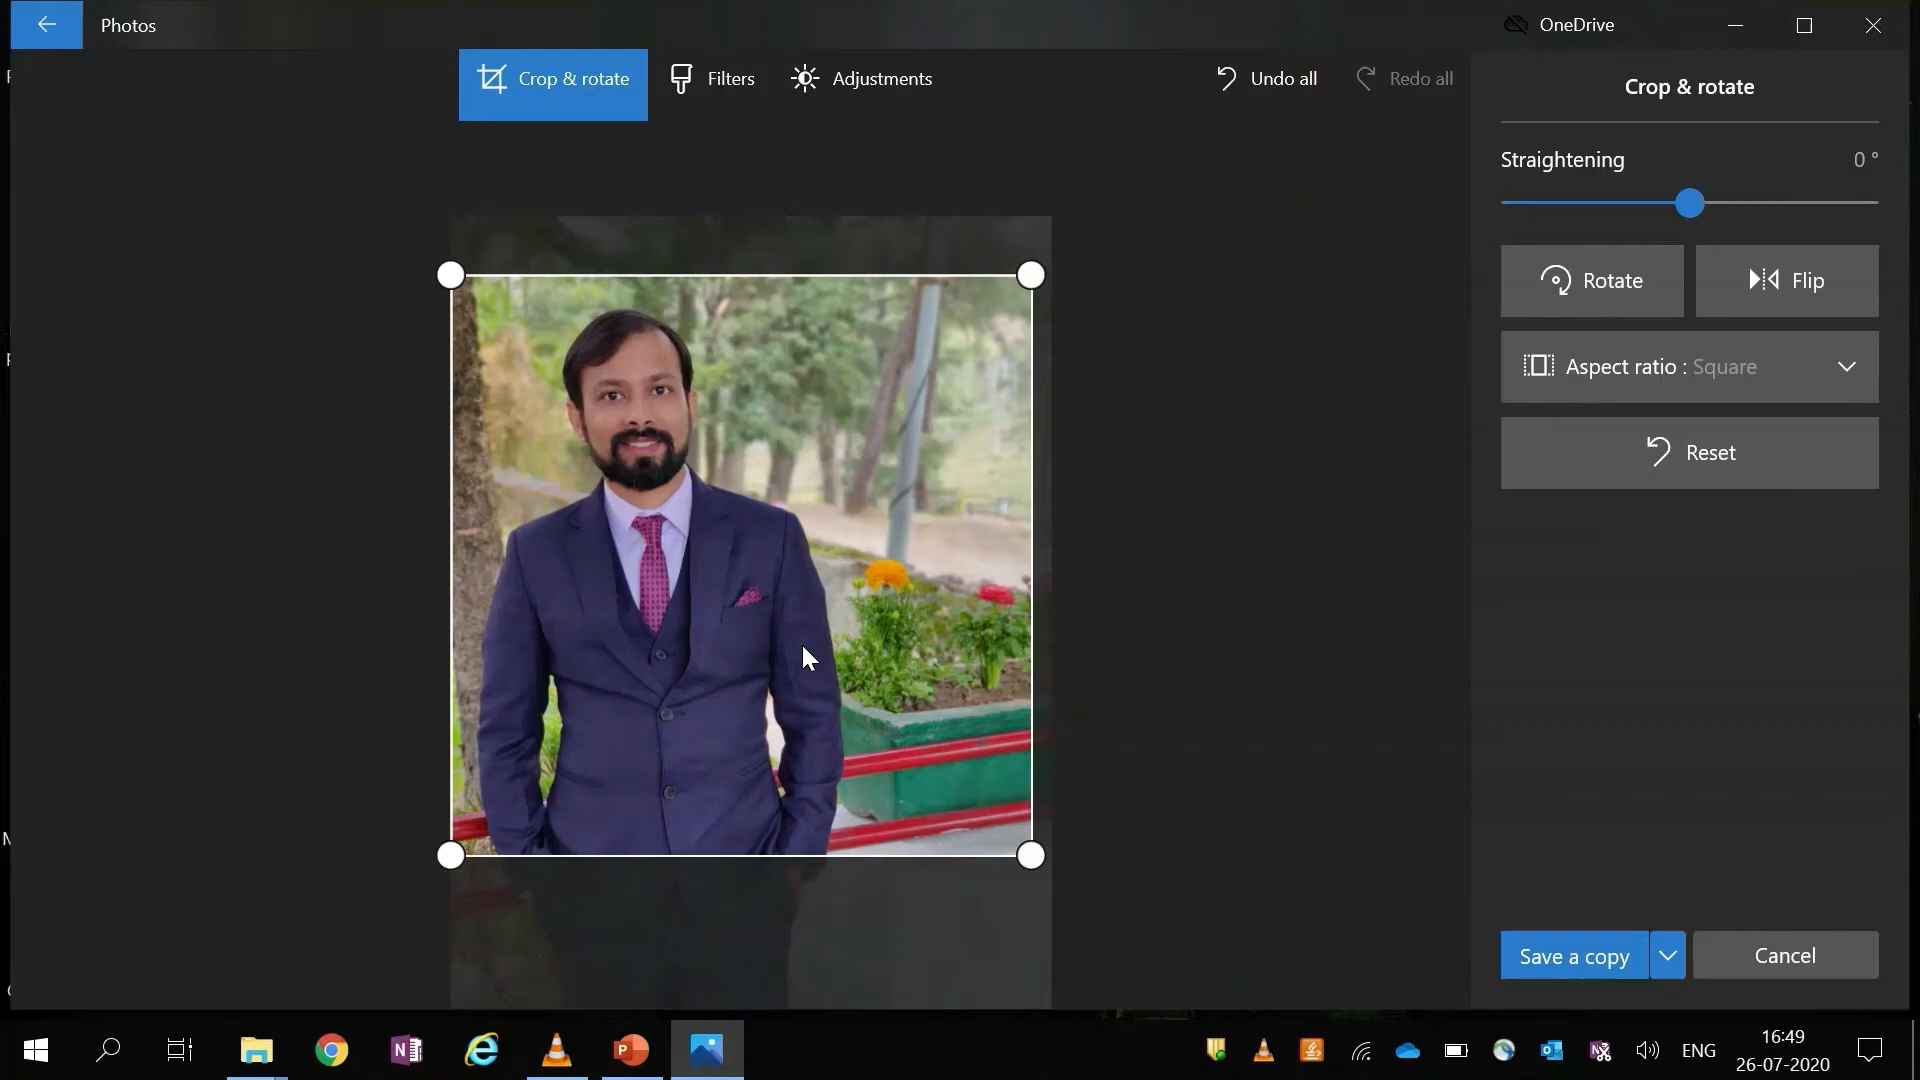 Photos
OneDrive
Crop & rotate
Filters
Adjustments
Undo all
Redo all
Crop & rotate
Straightening
0 °
Rotate
Flip
Aspect ratio : Square
Reset
Save a copy
Cancel
ENG
16:49
26-07-2020